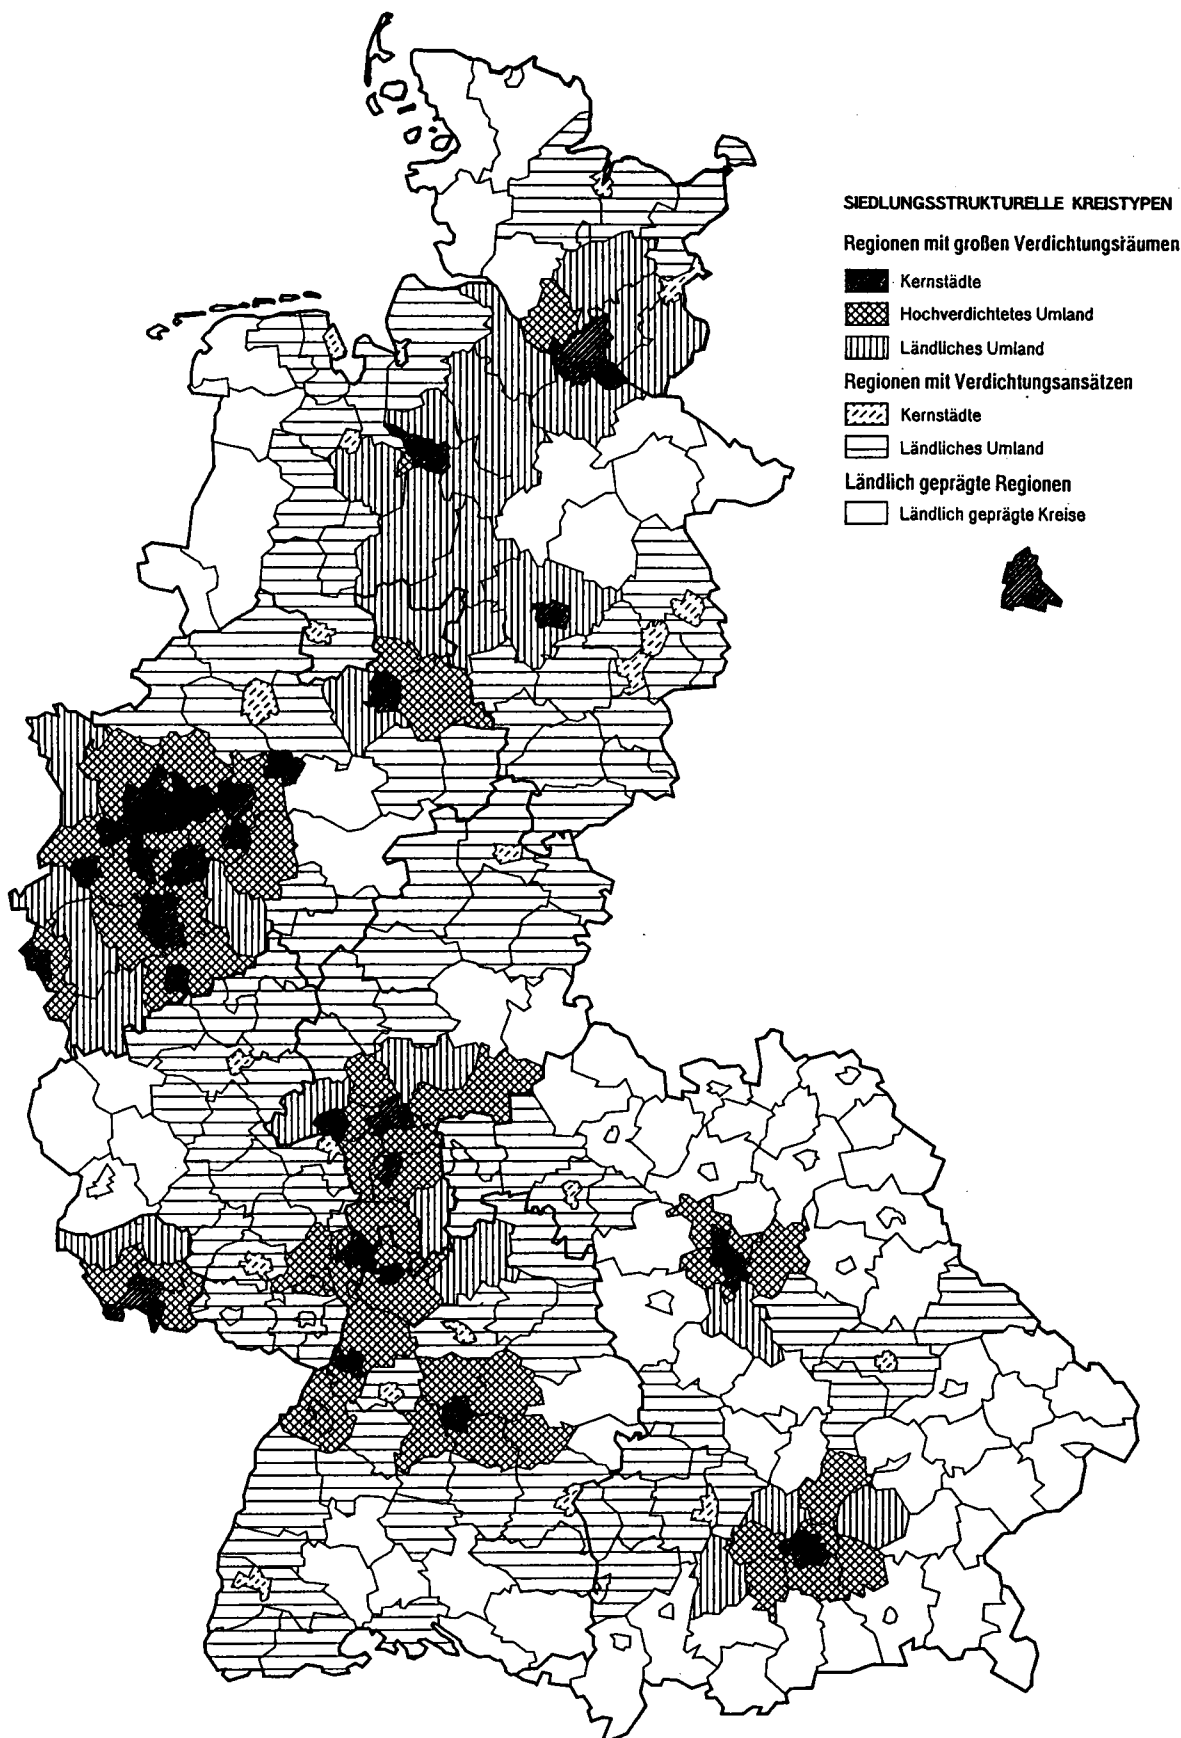 SIEDLUNGSSTRUKTURELLE KREISTYPEN
Regionen mit großen Verdichtungsräumen
Kernstädte
Hochverdichtetes Umland
Ländliches Umland
Regionen mit Verdichtungsansätzen
Kernstädte
Ländliches Umland
Ländlich geprägte Regionen
Ländlich geprägte Kreise